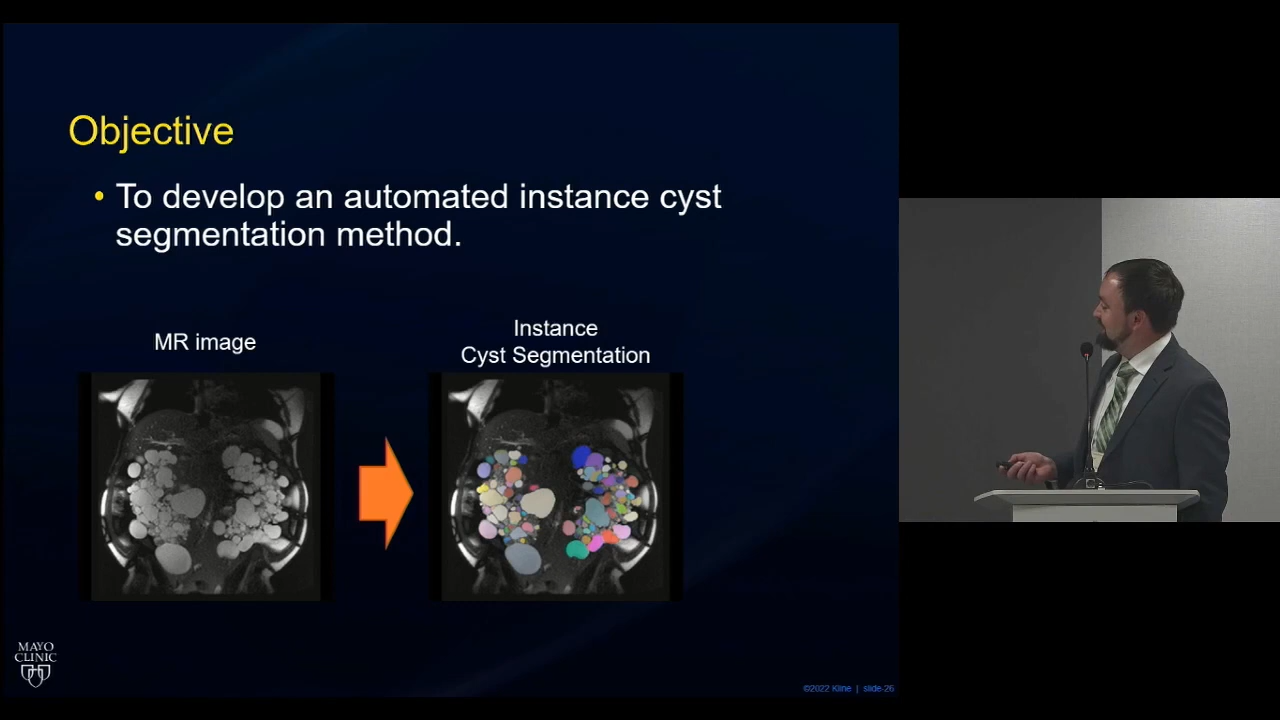 Objective
• To develop an automated instance cyst
segmentation method.
MR image
Instance
Cyst Segmentation
MAYO
CLINIC
©2022 Kline | slide-26